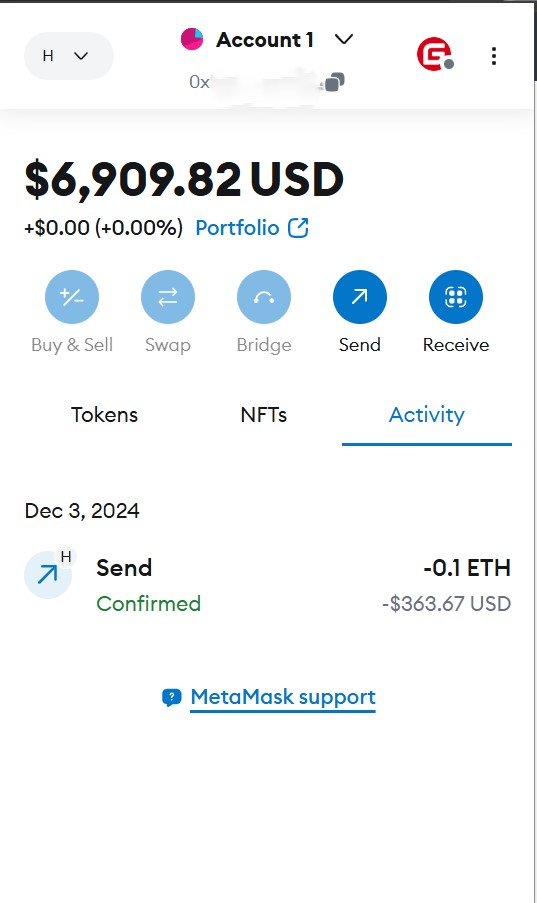 H
Account 1
0x
$6,909.82 USD
+$0.00 (+0.00%) Portfolio
Buy & Sell Swap Bridge Send Receive
Tokens NFTs Activity
Dec 3, 2024
H
Send -0.1 ETH
Confirmed -$363.67 USD
MetaMask support